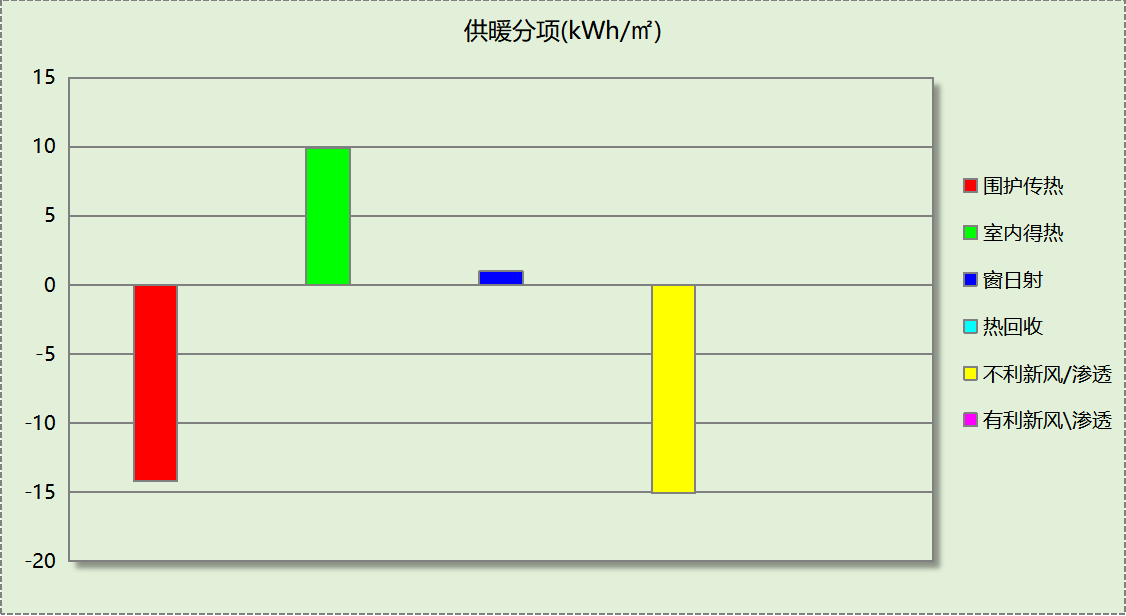 供暖分项(kWh/㎡)
15
10
5
0
-5
-10
-15
-20
围护传热
室内得热
窗日射
热回收
不利新风/渗透
有利新风\渗透